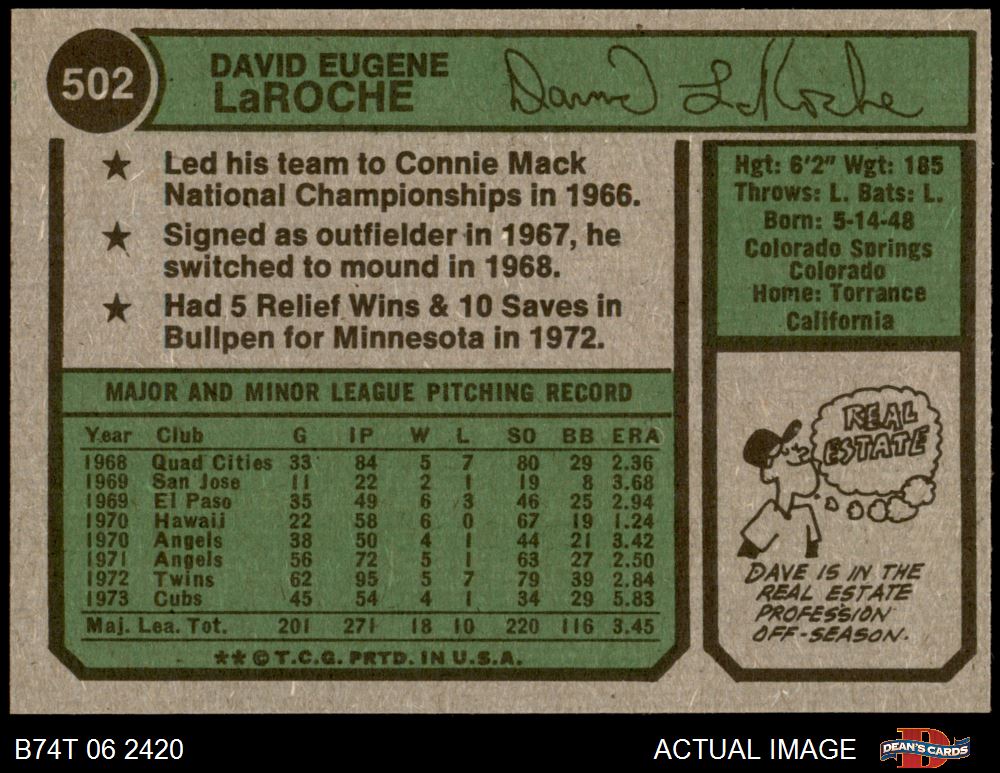 502
DAVID EUGENE
LaROCHE
David LaRoche
★ Led his team to Connie Mack
National Championships in 1966.
★ Signed as outfielder in 1967, he
switched to mound in 1968.
★ Had 5 Relief Wins & 10 Saves in
Bullpen for Minnesota in 1972.
Hgt: 6'2" Wgt: 185
Throws: L. Bats: L.
Born: 5-14-48
Colorado Springs
Colorado
Home: Torrance
California
MAJOR AND MINOR LEAGUE PITCHING RECORD
Year Club G IP W L SO BB ERA
1968 Quad Cities 33 84 5 7 80 29 2.36
1969 San Jose 11 22 2 1 19 8 3.68
1969 El Paso 35 49 6 3 46 25 2.94
1970 Hawaii 22 58 6 0 67 19 1.24
1970 Angels 38 50 4 1 44 21 3.42
1971 Angels 56 72 5 1 63 27 2.50
1972 Twins 62 95 5 7 79 39 2.84
1973 Cubs 45 54 4 1 34 29 5.83
Maj. Lea. Tot. 201 271 18 10 220 116 3.45
**©T.C.G. PRTD. IN U.S.A.
REAL
ESTATE
DAVE IS IN THE
REAL ESTATE
PROFESSION
OFF-SEASON.
B74T 06 2420
ACTUAL IMAGE
DEAN'S CARDS